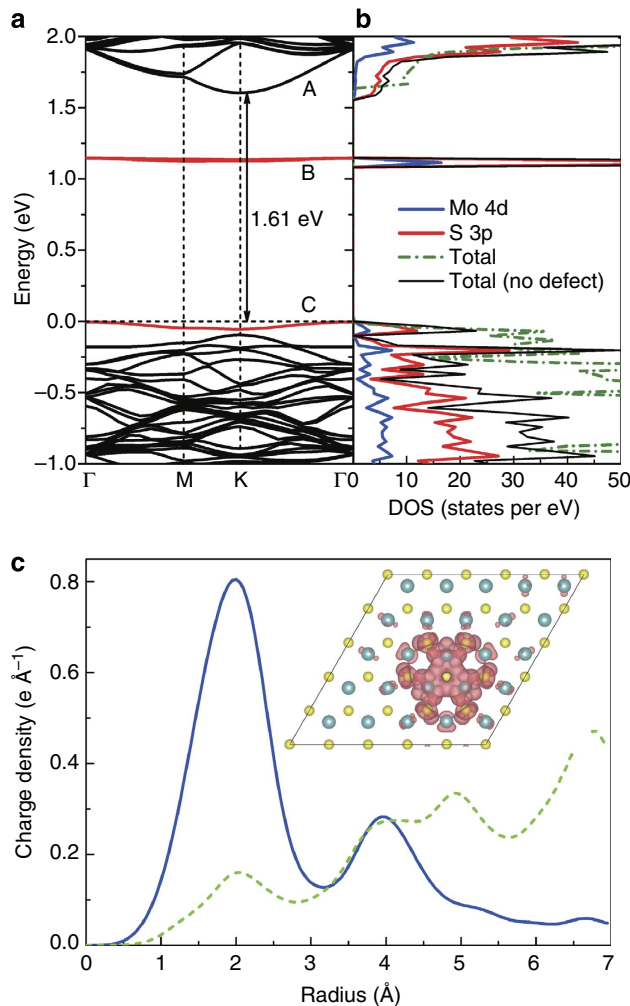 a
b
2.0
1.5
1.0
0.5
0.0
−0.5
−1.0
Energy (eV)
A
B
1.61 eV
C
Γ M K Γ
Mo 4d
S 3p
Total
Total (no defect)
0 10 20 30 40 50
DOS (states per eV)
c
0.8
0.6
0.4
0.2
0.0
Charge density (e Å⁻¹)
0 1 2 3 4 5 6 7
Radius (Å)